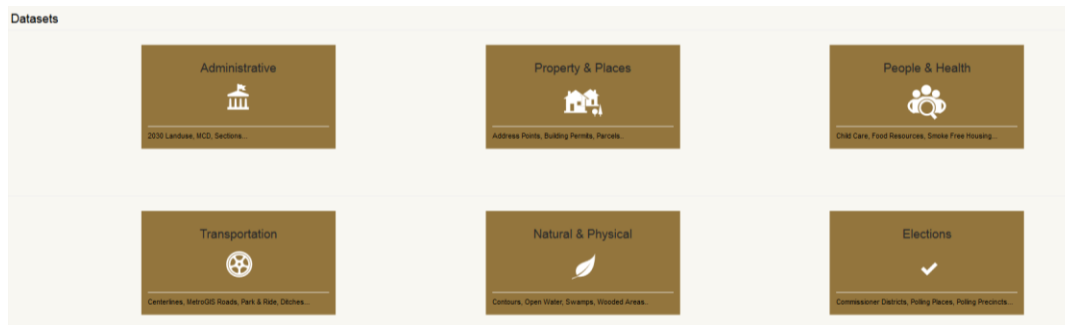 Datasets
Administrative
2030 Landuse, MCD, Sections...
Property & Places
Address Points, Building Permits, Parcels..
People & Health
Child Care, Food Resources, Smoke Free Housing...
Transportation
Centerlines, MetroGIS Roads, Park & Ride, Ditches...
Natural & Physical
Contours, Open Water, Swamps, Wooded Areas..
Elections
Commissioner Districts, Polling Places, Polling Precincts...